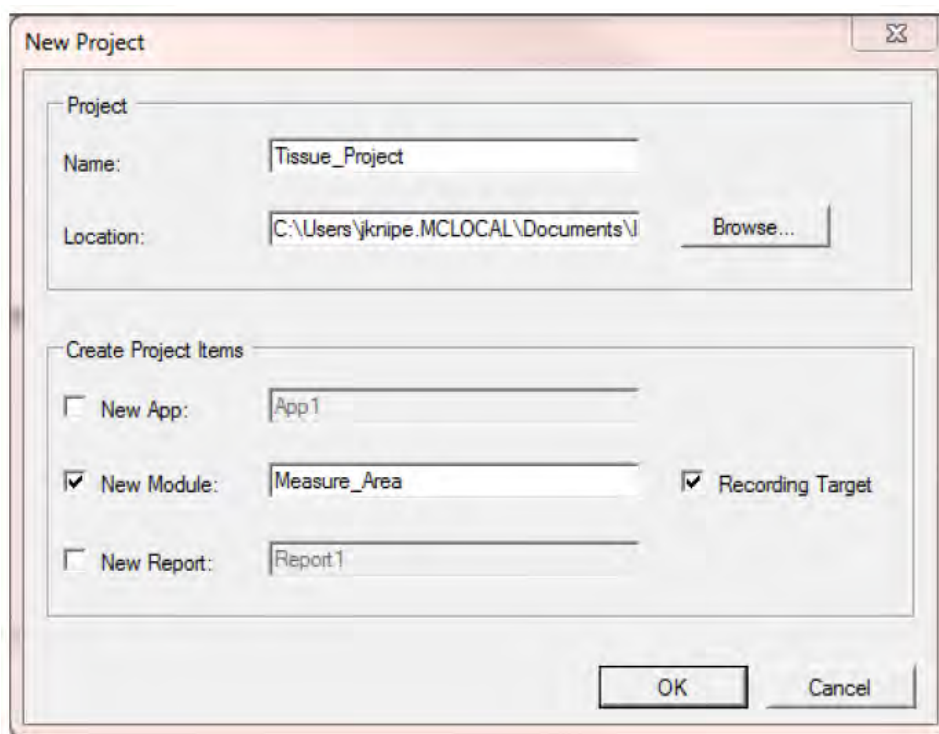 New Project
Project
Name: Tissue_Project
Location: C:\Users\jknipe.MCLOCAL\Documents\I Browse...
Create Project Items
New App: App1
New Module: Measure_Area Recording Target
New Report: Report1
OK Cancel